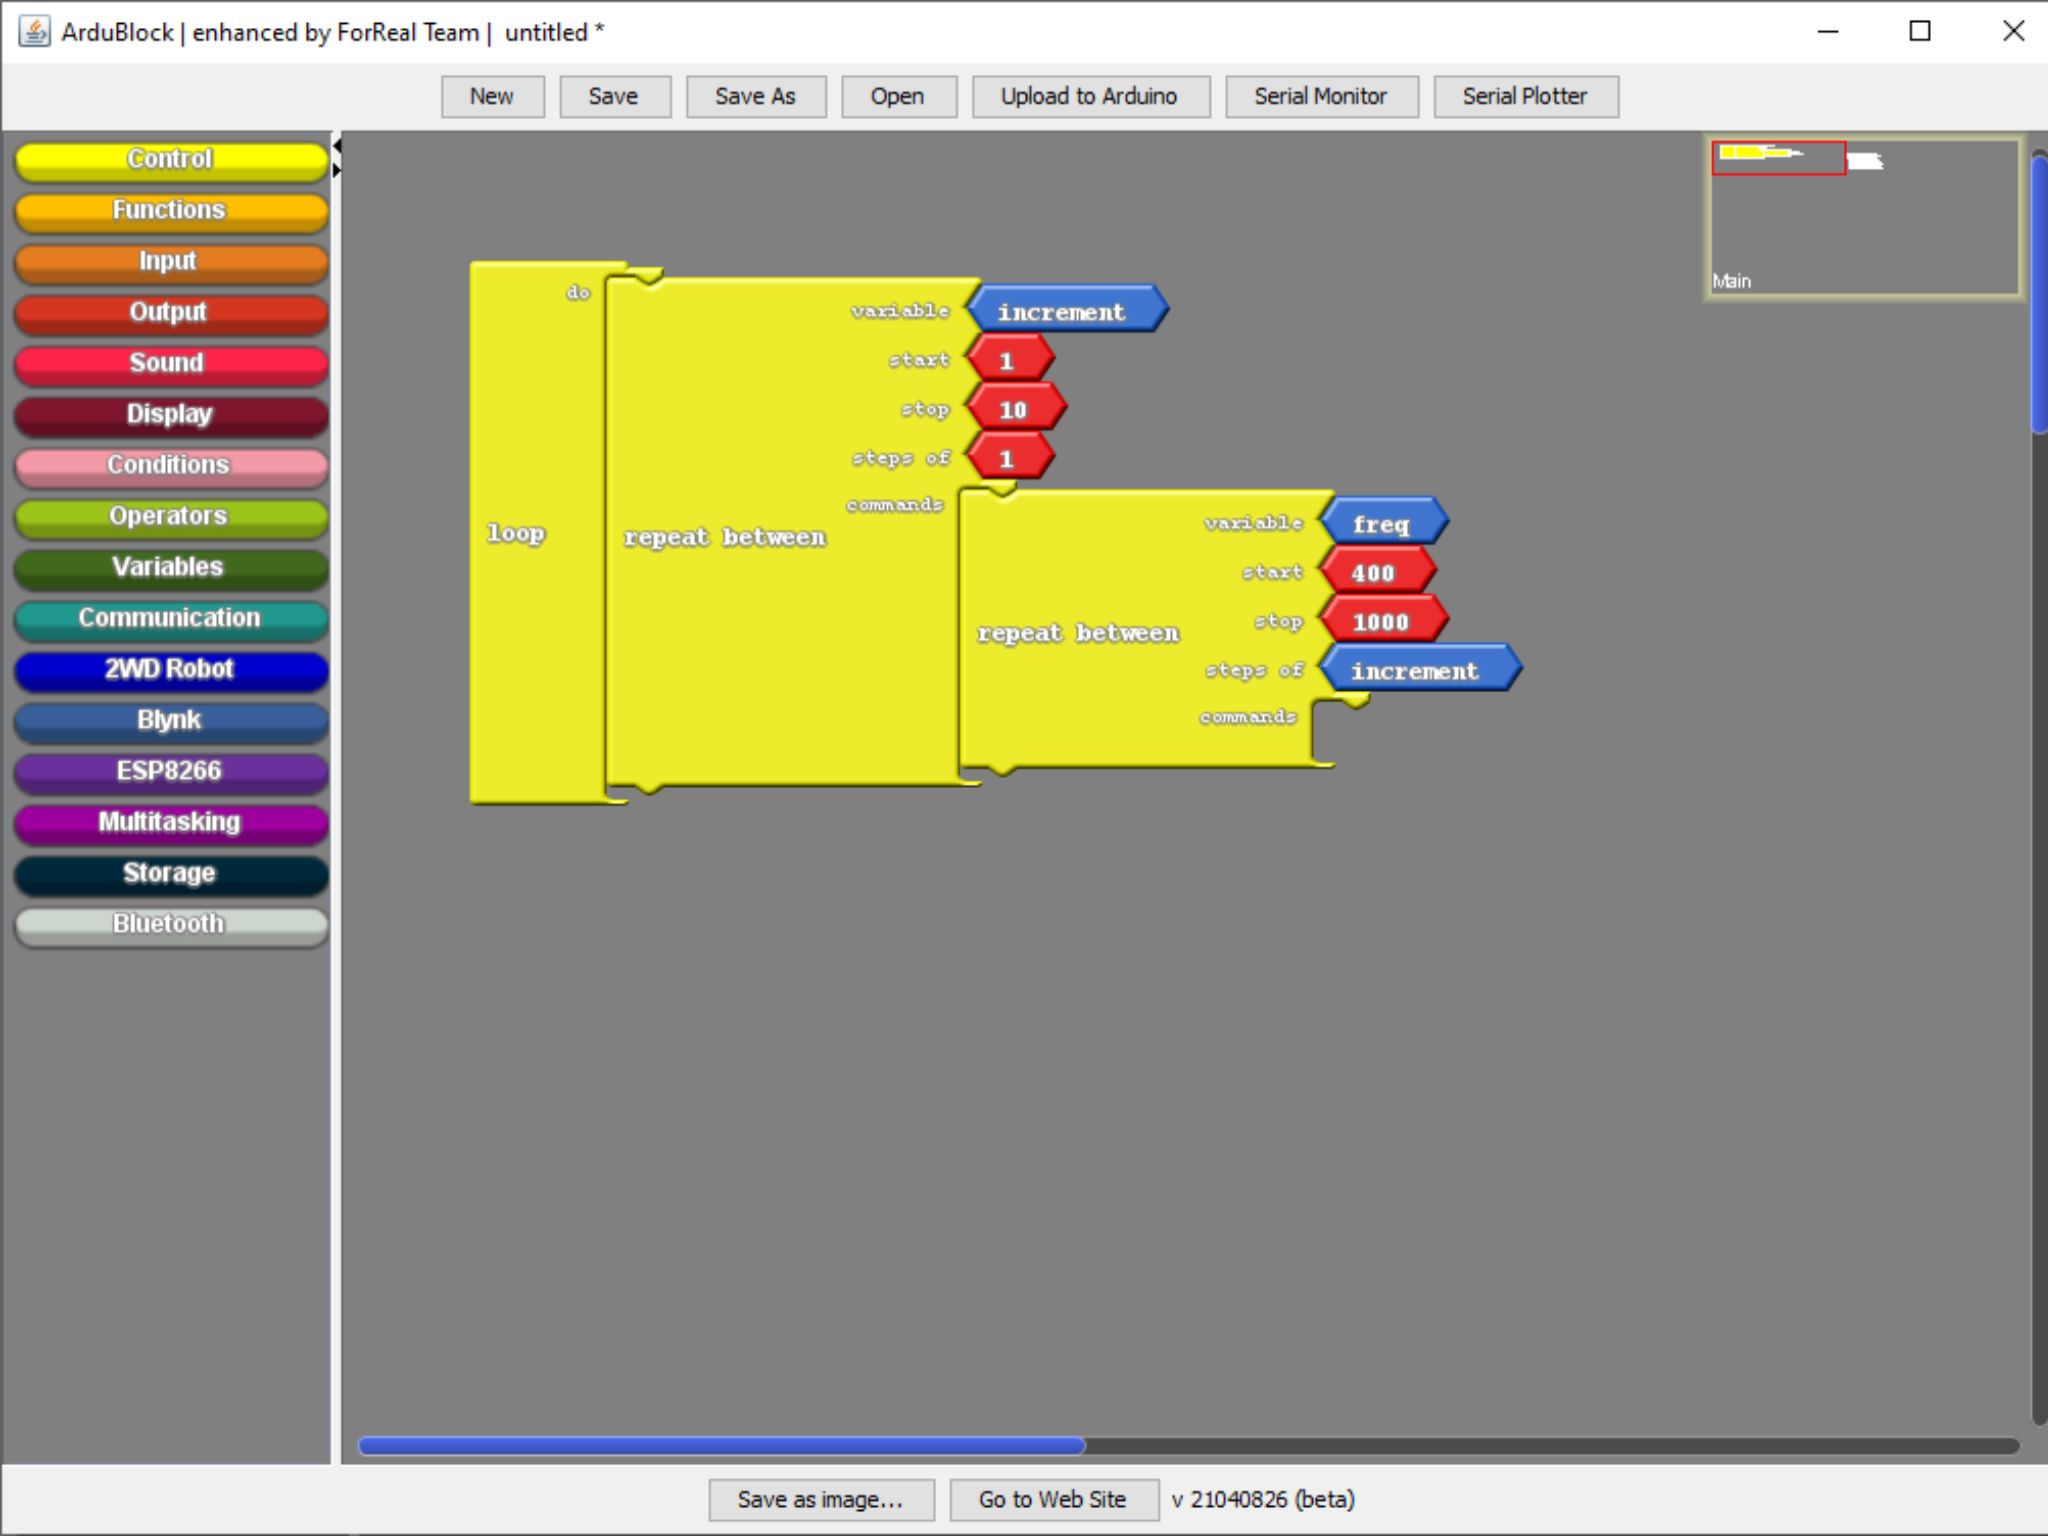 ArduBlock | enhanced by ForReal Team | untitled *
New Save Save As Open Upload to Arduino Serial Monitor Serial Plotter
Control
Functions
Input
Output
Sound
Display
Conditions
Operators
Variables
Communication
2WD Robot
Blynk
ESP8266
Multitasking
Storage
Bluetooth
Main
loop
do
repeat between
variable increment
start 1
stop 10
steps of 1
commands
repeat between
variable freq
start 400
stop 1000
steps of increment
commands
Save as image... Go to Web Site v 21040826 (beta)